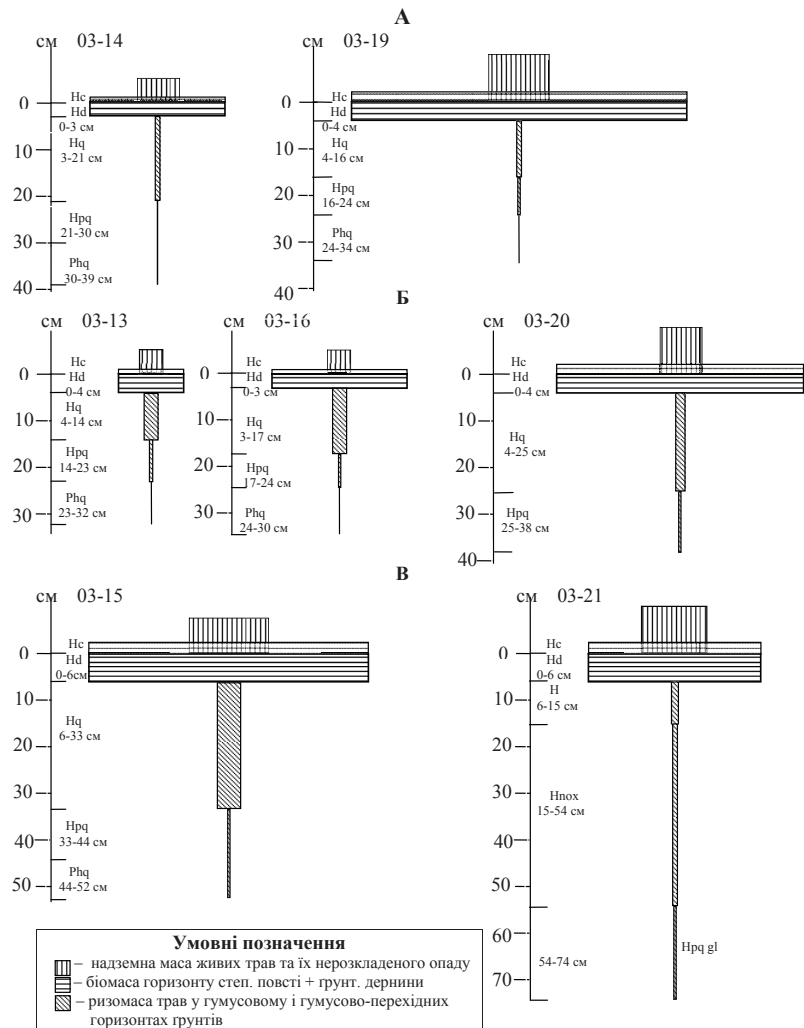 А
см 03-14
Hc
0
Hd
0-3 см
Hq
3-21 см
10
20
Hpq
21-30 см
30
Phq
30-39 см
40
см 03-19
Hc
0
Hd
0-4 см
Hq
4-16 см
10
Hpq
16-24 см
20
Phq
24-34 см
30
40
Б
см 03-13
Hc
0
Hd
0-4 см
Hq
4-14 см
10
Hpq
14-23 см
20
Phq
23-32 см
30
см 03-16
Hc
0
Hd
0-3 см
Hq
3-17 см
10
Hpq
17-24 см
20
Phq
24-30 см
30
см 03-20
Hc
0
Hd
0-4 см
10
Hq
4-25 см
20
Hpq
25-38 см
30
40
В
см 03-15
Hc
0
Hd
0-6см
10
Hq
6-33 см
20
30
Hpq
33-44 см
40
Phq
44-52 см
50
см 03-21
Hc
0
Hd
0-6 см
H
6-15 см
10
20
Hпох
15-54 см
30
40
50
60
54-74 см
Hpq gl
70
Умовні позначення
– надземна маса живих трав та їх нерозкладеного опаду
– біомаса горизонту степ. повсті + ґрунт. дернини
– ризомаса трав у гумусовому і гумусово-перехідних
горизонтах ґрунтів